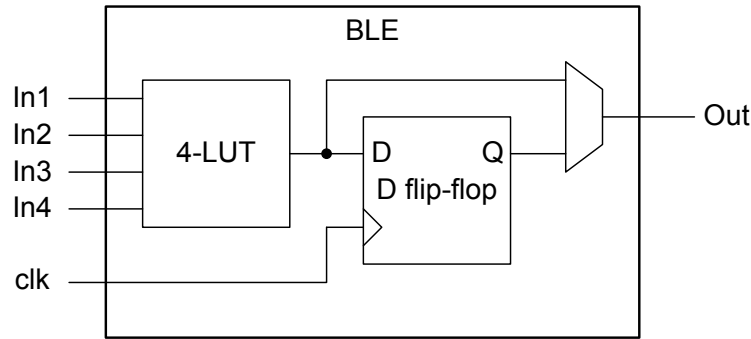 BLE
In1
In2
In3
In4
4-LUT
D Q
D flip-flop
Out
clk